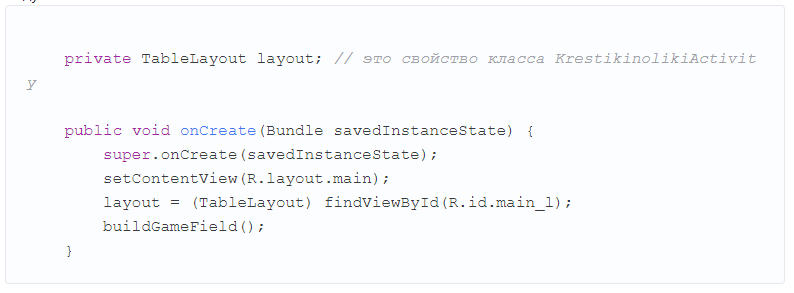 private TableLayout layout; // это свойство класса KrestikinolikiActivit
y
public void onCreate(Bundle savedInstanceState) {
super.onCreate(savedInstanceState);
setContentView(R.layout.main);
layout = (TableLayout) findViewById(R.id.main_l);
buildGameField();
}